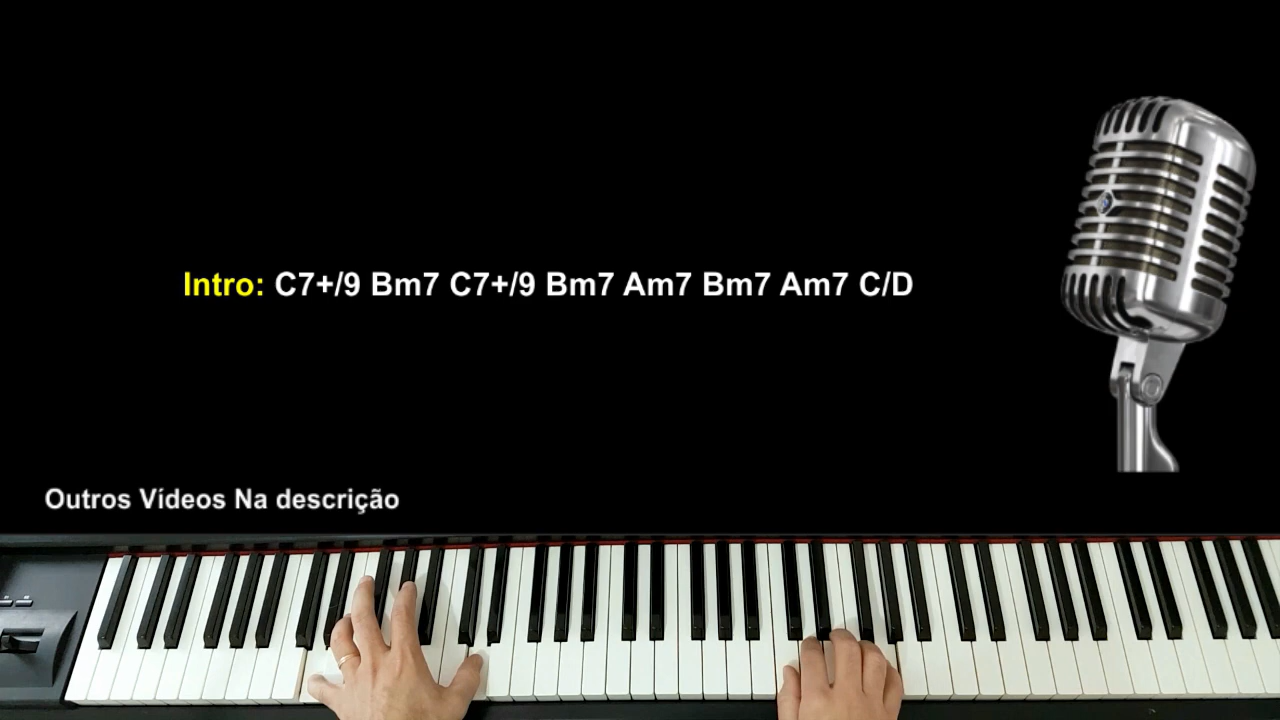 Intro: C7+/9 Bm7 C7+/9 Bm7 Am7 Bm7 Am7 C/D
Outros Vídeos Na descrição